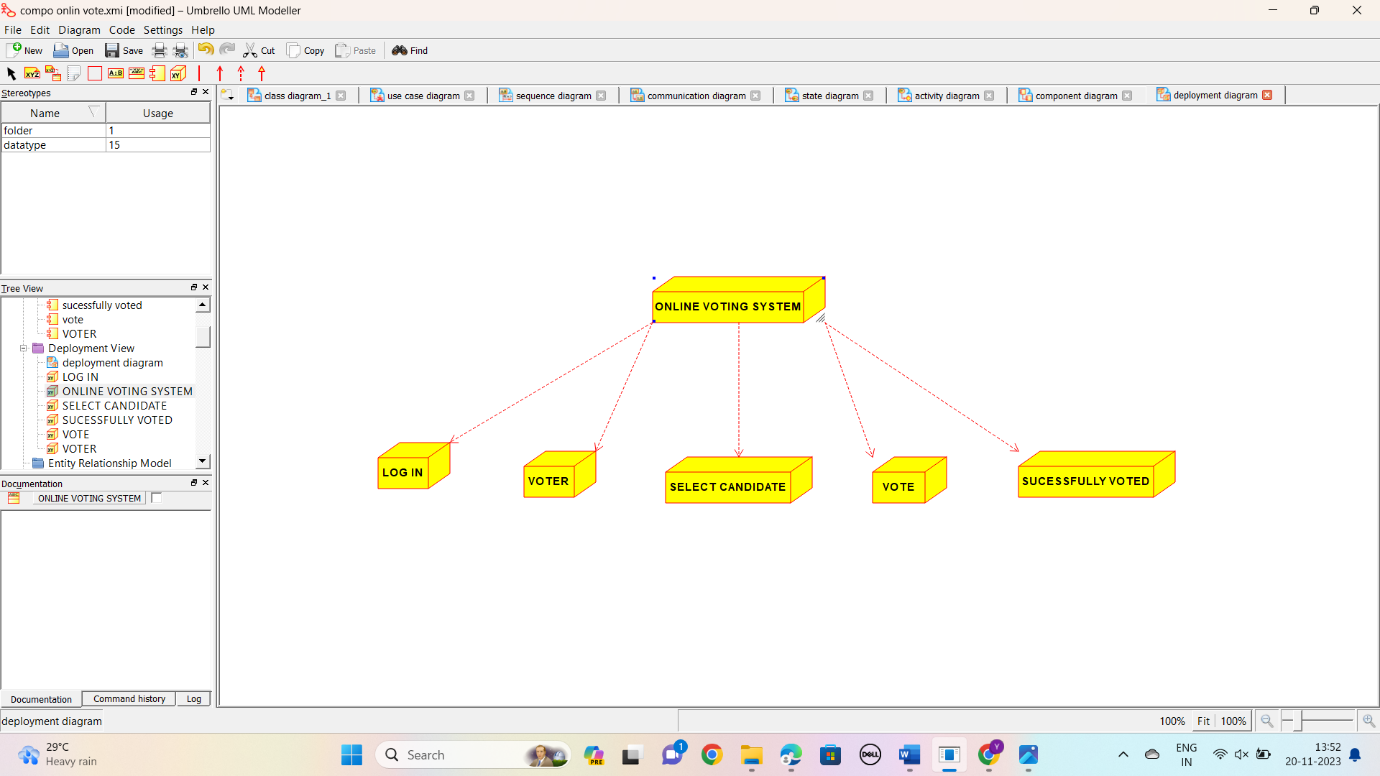 compo onlin vote.xmi [modified] – Umbrello UML Modeller
File Edit Diagram Code Settings Help
New Open Save Cut Copy Paste Find
XYZ A↓B XY
Stereotypes
class diagram_1 use case diagram sequence diagram communication diagram state diagram activity diagram component diagram deployment diagram
Name Usage
folder 1
datatype 15
Tree View
sucessfully voted
vote
VOTER
Deployment View
deployment diagram
LOG IN
ONLINE VOTING SYSTEM
SELECT CANDIDATE
SUCESSFULLY VOTED
VOTE
VOTER
Entity Relationship Model
Documentation
ONLINE VOTING SYSTEM
ONLINE VOTING SYSTEM
LOG IN
VOTER
SELECT CANDIDATE
VOTE
SUCESSFULLY VOTED
Documentation Command history Log
deployment diagram
100% Fit 100%
29°C
Heavy rain
Search
PRE
1
DELL
W
Y
ENG
IN
13:52
20-11-2023